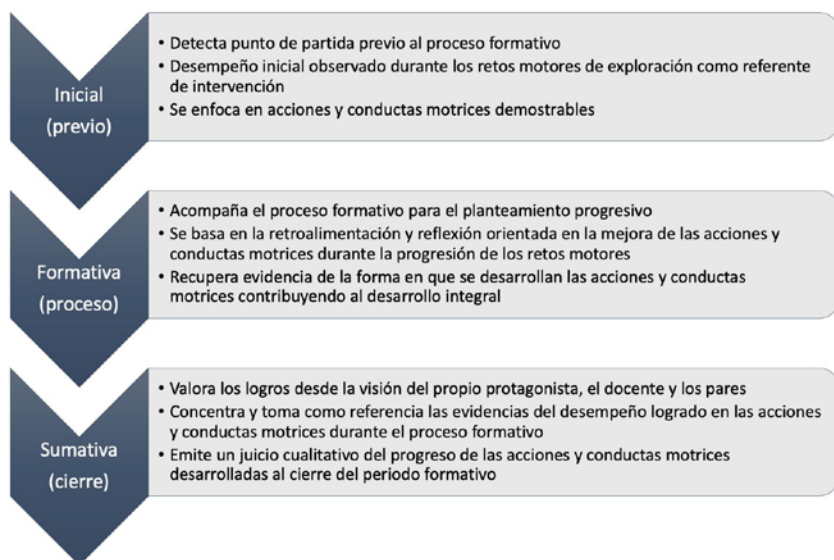 Inicial
(previo)
• Detecta punto de partida previo al proceso formativo
• Desempeño inicial observado durante los retos motores de exploración como referente
de intervención
• Se enfoca en acciones y conductas motrices demostrables
Formativa
(proceso)
• Acompaña el proceso formativo para el planteamiento progresivo
• Se basa en la retroalimentación y reflexión orientada en la mejora de las acciones y
conductas motrices durante la progresión de los retos motores
• Recupera evidencia de la forma en que se desarrollan las acciones y conductas
motrices contribuyendo al desarrollo integral
Sumativa
(cierre)
• Valora los logros desde la visión del propio protagonista, el docente y los pares
• Concentra y toma como referencia las evidencias del desempeño logrado en las acciones
y conductas motrices durante el proceso formativo
• Emite un juicio cualitativo del progreso de las acciones y conductas motrices
desarrolladas al cierre del periodo formativo